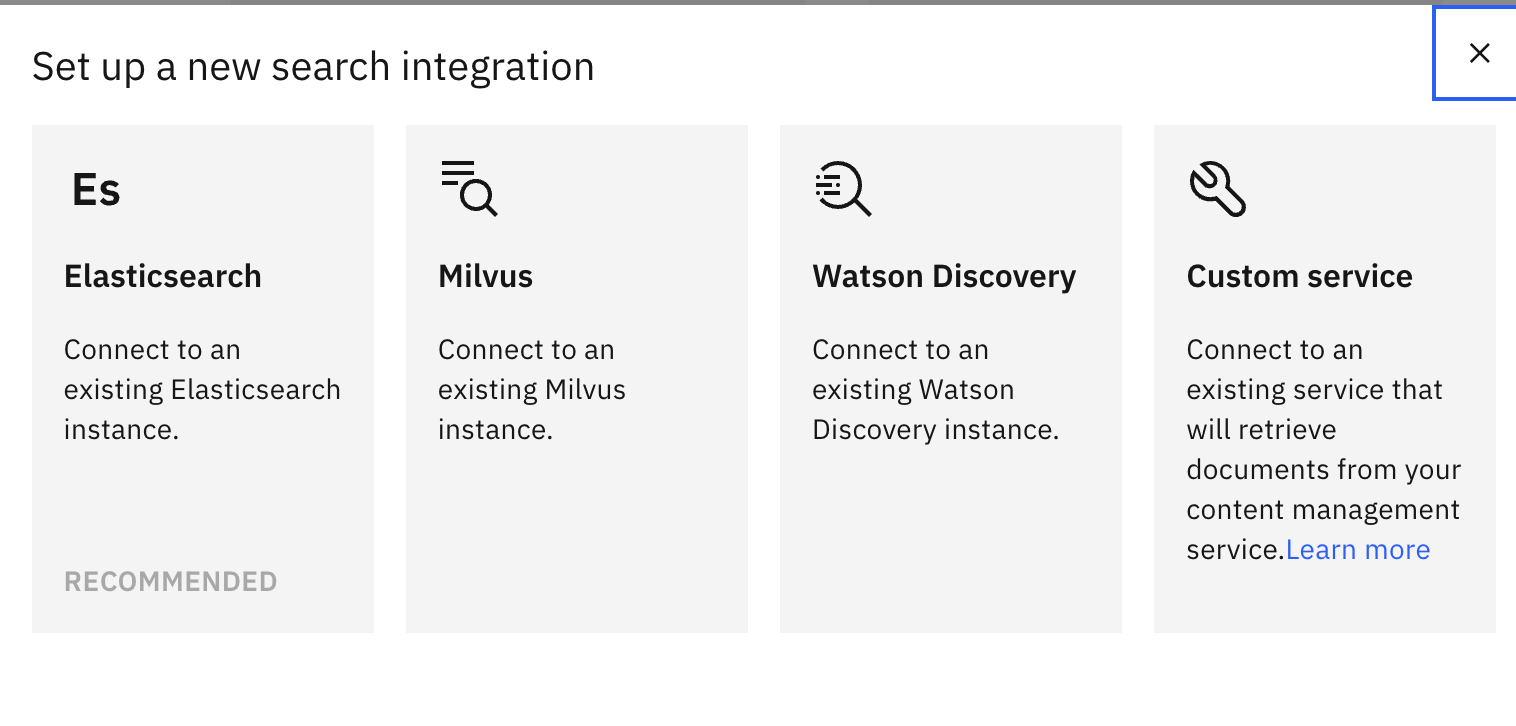 Set up a new search integration
Es
Elasticsearch
Connect to an
existing Elasticsearch
instance.
RECOMMENDED
Milvus
Connect to an
existing Milvus
instance.
Watson Discovery
Connect to an
existing Watson
Discovery instance.
Custom service
Connect to an
existing service that
will retrieve
documents from your
content management
service.Learn more